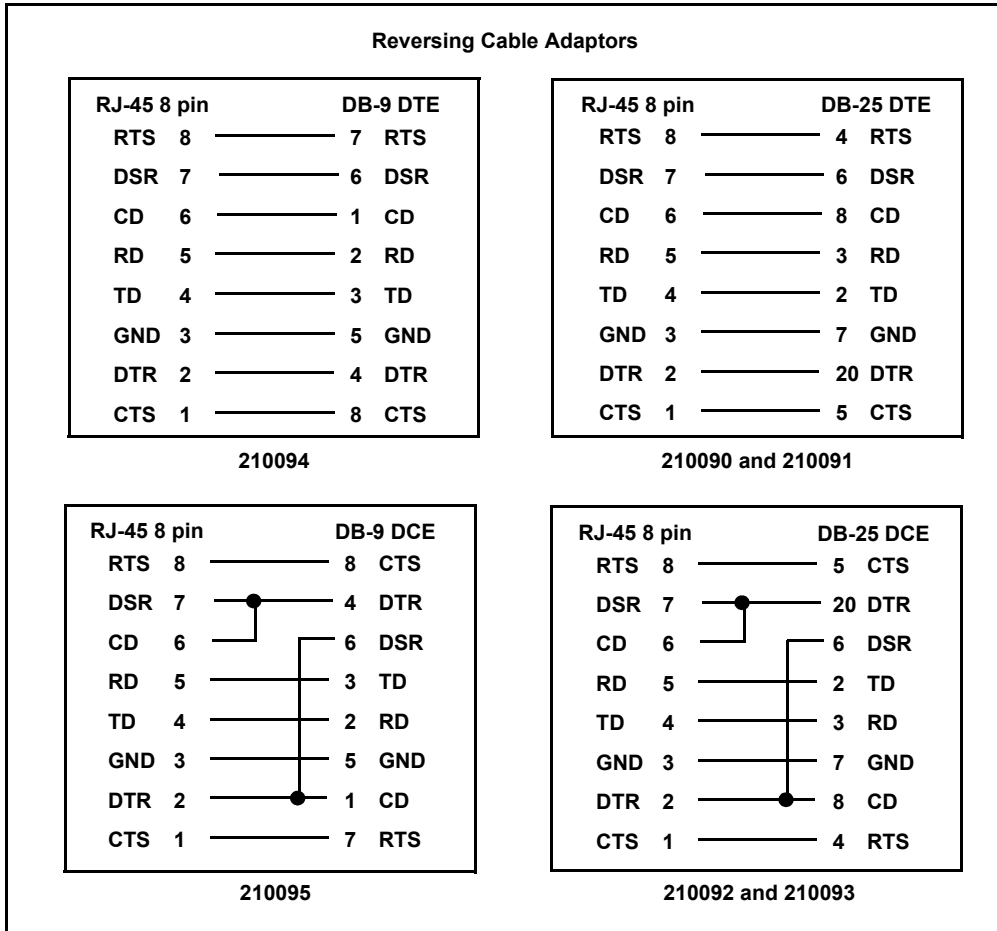 Reversing Cable Adaptors
RJ-45 8 pin DB-9 DTE
RTS 8 7 RTS
DSR 7 6 DSR
CD 6 1 CD
RD 5 2 RD
TD 4 3 TD
GND 3 5 GND
DTR 2 4 DTR
CTS 1 8 CTS
210094
RJ-45 8 pin DB-25 DTE
RTS 8 4 RTS
DSR 7 6 DSR
CD 6 8 CD
RD 5 3 RD
TD 4 2 TD
GND 3 7 GND
DTR 2 20 DTR
CTS 1 5 CTS
210090 and 210091
RJ-45 8 pin DB-9 DCE
RTS 8 8 CTS
DSR 7 4 DTR
CD 6 6 DSR
RD 5 3 TD
TD 4 2 RD
GND 3 5 GND
DTR 2 1 CD
CTS 1 7 RTS
210095
RJ-45 8 pin DB-25 DCE
RTS 8 5 CTS
DSR 7 20 DTR
CD 6 6 DSR
RD 5 2 TD
TD 4 3 RD
GND 3 7 GND
DTR 2 8 CD
CTS 1 4 RTS
210092 and 210093